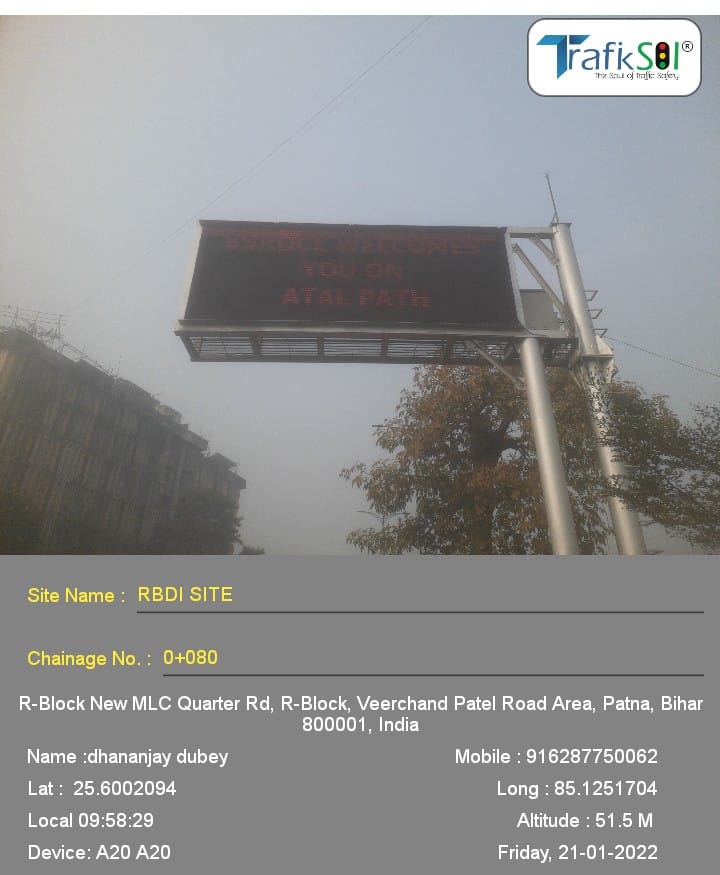 TrafikSol®
The Soul of Traffic Safety
BSRDCL WELCOMES
YOU ON
ATAL PATH
Site Name : RBDI SITE
Chainage No. : 0+080
R-Block New MLC Quarter Rd, R-Block, Veerchand Patel Road Area, Patna, Bihar
800001, India
Name :dhananjay dubey Mobile : 916287750062
Lat : 25.6002094 Long : 85.1251704
Local 09:58:29 Altitude : 51.5 M
Device: A20 A20 Friday, 21-01-2022